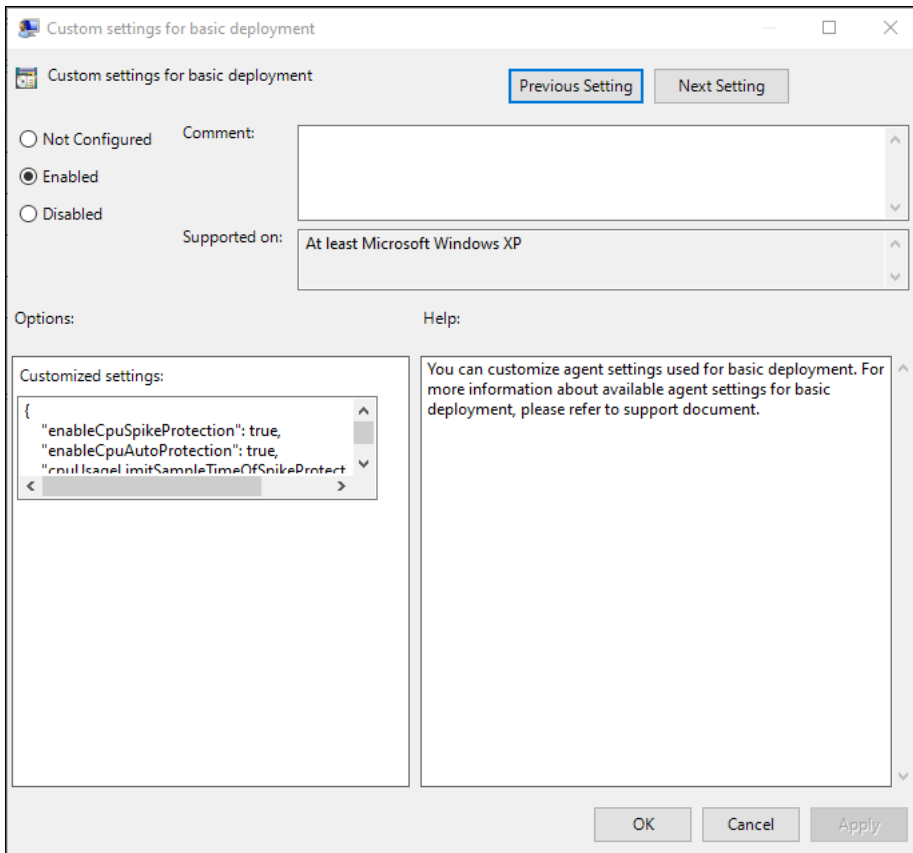 Custom settings for basic deployment
Custom settings for basic deployment
Previous Setting
Next Setting
Not Configured
Comment:
Enabled
Disabled
Supported on:
At least Microsoft Windows XP
Options:
Help:
Customized settings:
{
"enableCpuSpikeProtection": true,
"enableCpuAutoProtection": true,
"cpuUsageLimitSampleTimeOfSpikeProtect
You can customize agent settings used for basic deployment. For
more information about available agent settings for basic
deployment, please refer to support document.
OK
Cancel
Apply